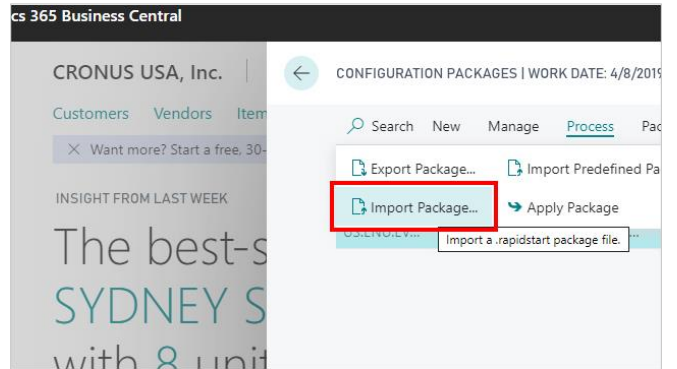 cs 365 Business Central
CRONUS USA, Inc.
CONFIGURATION PACKAGES | WORK DATE: 4/8/2019
Customers Vendors Item
Search New Manage Process Pac
Want more? Start a free, 30-
Export Package... Import Predefined Pa
INSIGHT FROM LAST WEEK
Import Package... Apply Package
Import a .rapidstart package file.
The best-s
SYDNEY S
with 8 unit